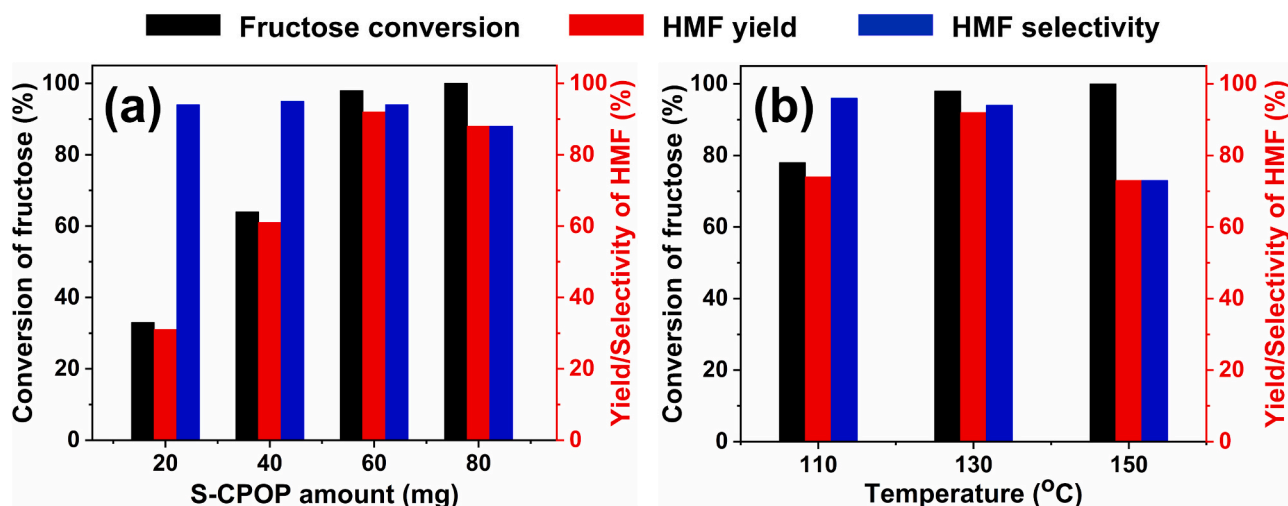 Fructose conversion HMF yield HMF selectivity
(a)
Conversion of fructose (%)
100
80
60
40
20
0
20 40 60 80
S-CPOP amount (mg)
100
80
60
40
20
0
Yield/Selectivity of HMF (%)
(b)
Conversion of fructose (%)
100
80
60
40
20
0
110 130 150
Temperature (°C)
100
80
60
40
20
0
Yield/Selectivity of HMF (%)